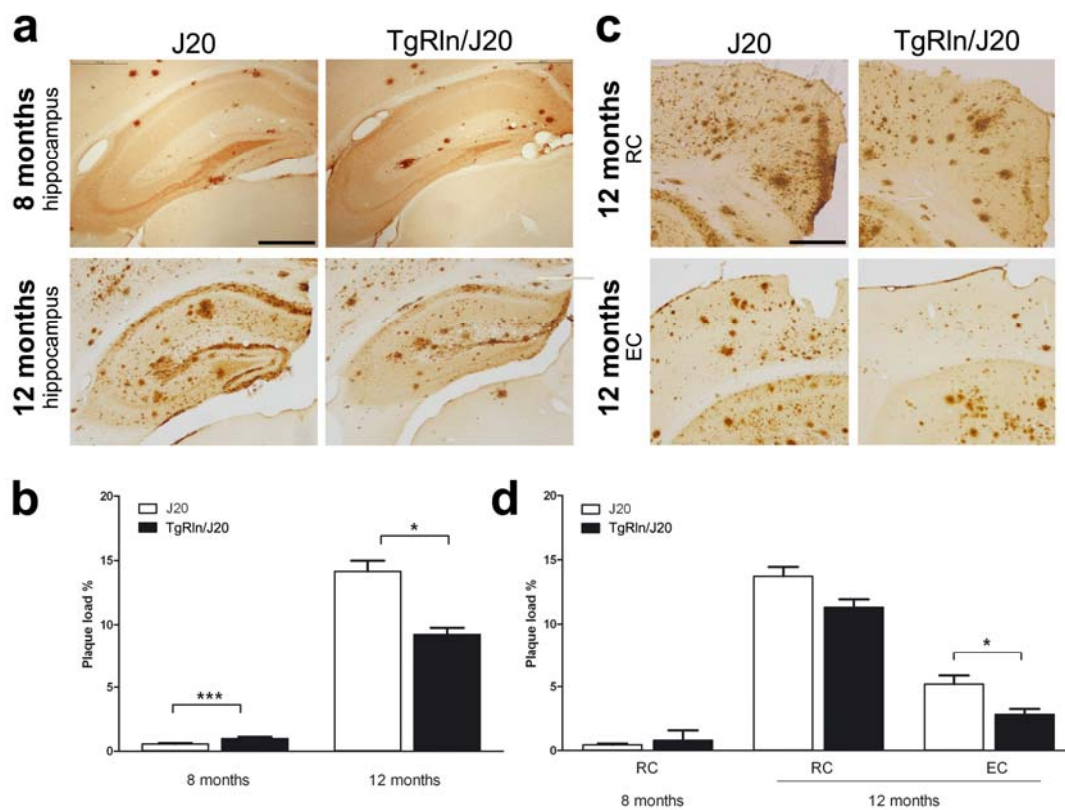 a
J20
TgRln/J20
8 months
hippocampus
12 months
hippocampus
c
J20
TgRln/J20
12 months
RC
12 months
EC
b
Plaque load %
20
15
10
5
0
J20
TgRln/J20
***
*
8 months
12 months
d
Plaque load %
20
15
10
5
0
J20
TgRln/J20
*
RC
RC
EC
8 months
12 months